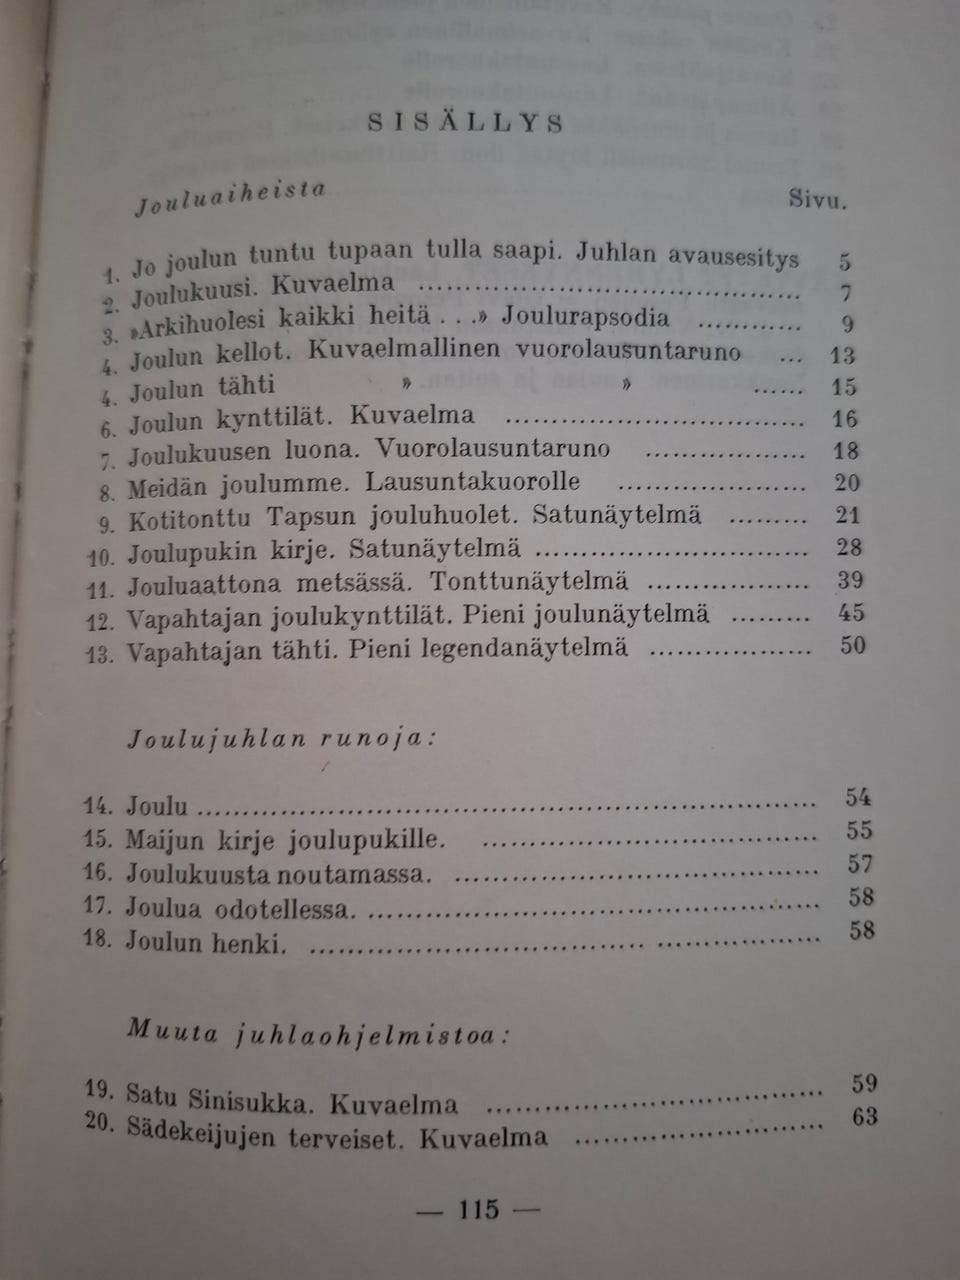 SISÄLLYS
Jouluaiheista Sivu.
1. Jo joulun tuntu tupaan tulla saapi. Juhlan avausesitys 5
2. Joulukuusi. Kuvaelma .......................................... 7
3. »Arkihuolesi kaikki heitä . . .» Joulurapsodia ............ 9
4. Joulun kellot. Kuvaelmallinen vuorolausuntaruno ... 13
4. Joulun tähti » » ...... 15
6. Joulun kynttilät. Kuvaelma .................................. 16
7. Joulukuusen luona. Vuorolausuntaruno .................. 18
8. Meidän joulumme. Lausuntakuorolle ..................... 20
9. Kotitonttu Tapsun jouluhuolet. Satunäytelmä ......... 21
10. Joulupukin kirje. Satunäytelmä .............................. 28
11. Jouluaattona metsässä. Tonttunäytelmä .................. 39
12. Vapahtajan joulukynttilät. Pieni joulunäytelmä ......... 45
13. Vapahtajan tähti. Pieni legendanäytelmä .................. 50
Joulujuhlan runoja:
14. Joulu ................................................................ 54
15. Maijun kirje joulupukille. .................................... 55
16. Joulukuusta noutamassa. ....................................... 57
17. Joulua odotellessa. ................................................ 58
18. Joulun henki. ...................................................... 58
Muuta juhlaohjelmistoa:
19. Satu Sinisukka. Kuvaelma .................................... 59
20. Sädekeijujen terveiset. Kuvaelma ........................... 63
— 115 —